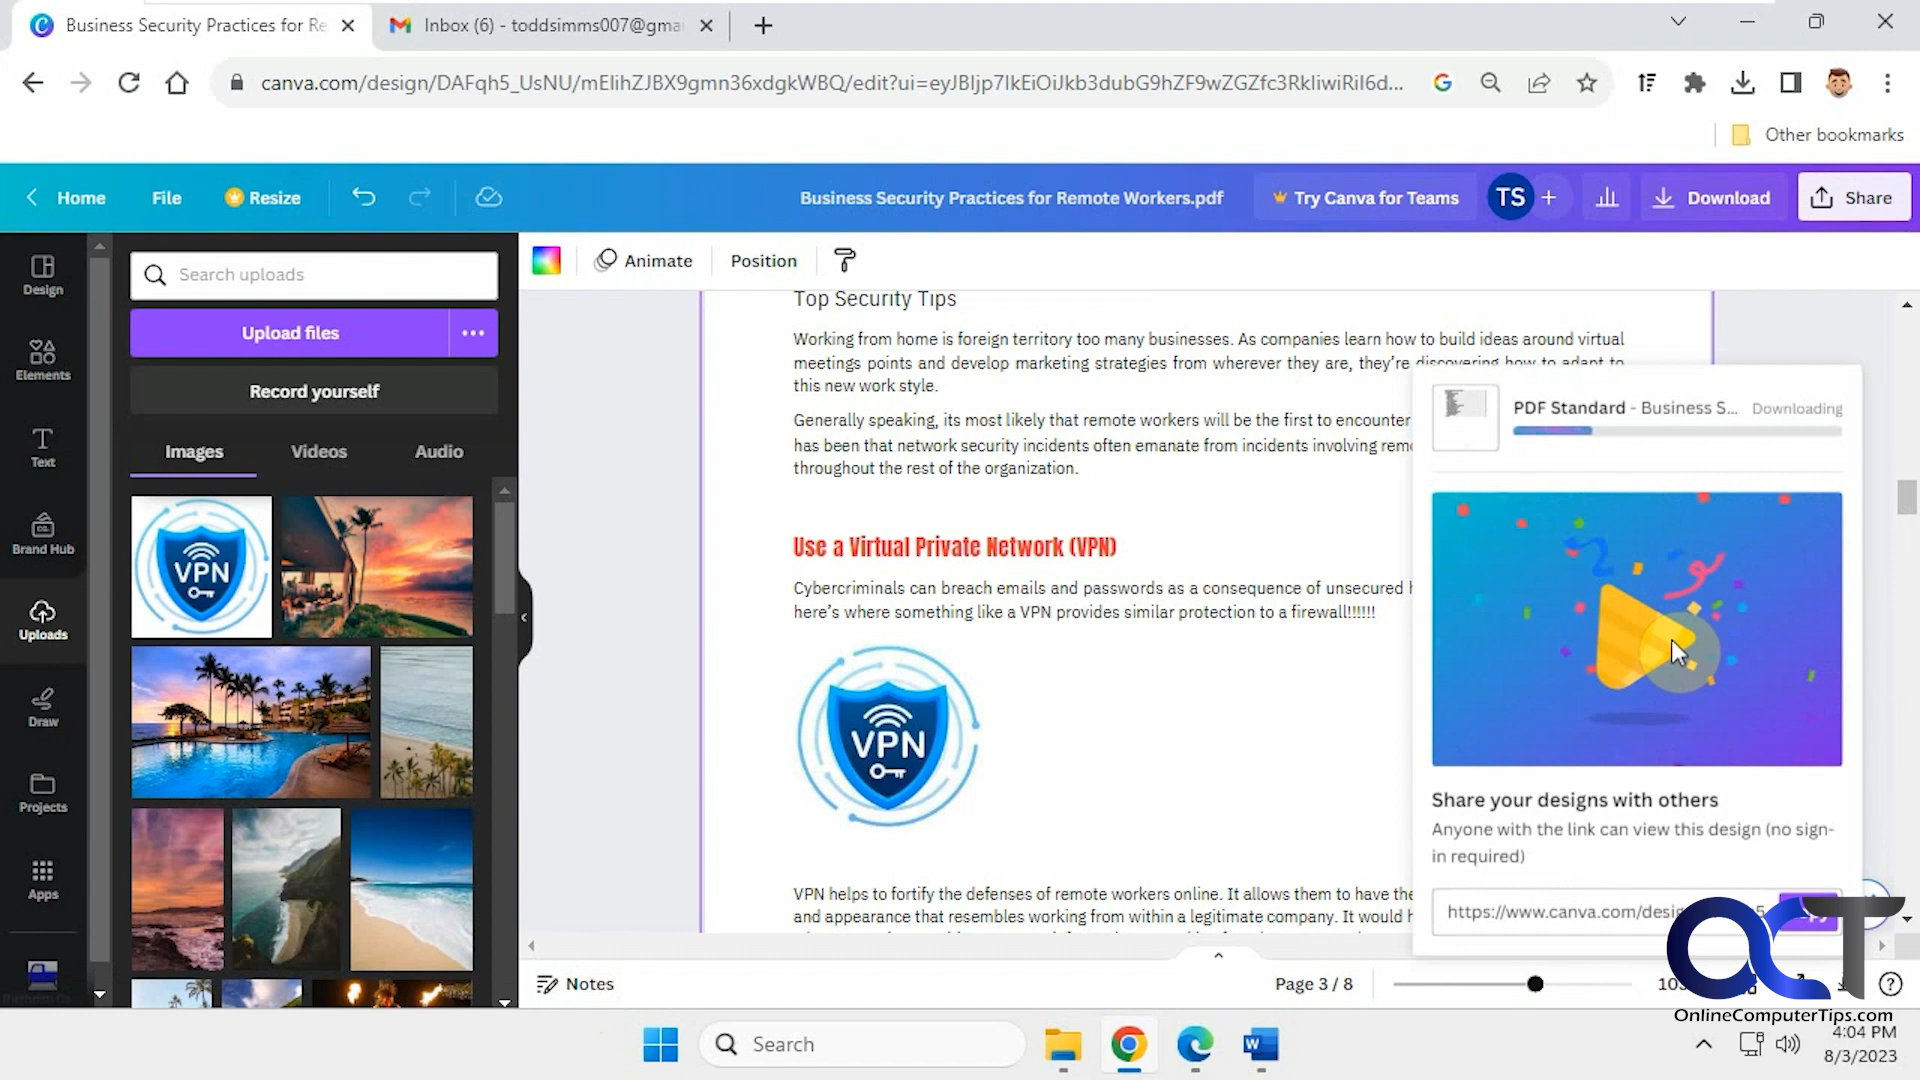 Business Security Practices for Re
Inbox (6) - toddsimms007@gmai
canva.com/design/DAFqh5_UsNU/mElihZJBX9gmn36xdgkWBQ/edit?ui=eyJBIjp7IkEiOiJkb3dubG9hZF9wZGZfc3RkIiwiRiI6d...
Other bookmarks
Home
File
Resize
Business Security Practices for Remote Workers.pdf
Try Canva for Teams
TS
Download
Share
Design
Elements
Text
Brand Hub
Uploads
Draw
Projects
Apps
Search uploads
Upload files
Record yourself
Images
Videos
Audio
VPN
Animate
Position
Top Security Tips
Working from home is foreign territory too many businesses. As companies learn how to build ideas around virtual
meetings points and develop marketing strategies from wherever they are, they're discovering how to adapt to
this new work style.
Generally speaking, its most likely that remote workers will be the first to encounter
has been that network security incidents often emanate from incidents involving remo
throughout the rest of the organization.
Use a Virtual Private Network (VPN)
Cybercriminals can breach emails and passwords as a consequence of unsecured h
here's where something like a VPN provides similar protection to a firewall!!!!!!
VPN
VPN helps to fortify the defenses of remote workers online. It allows them to have the
and appearance that resembles working from within a legitimate company. It would h
PDF Standard - Business S...
Downloading
Share your designs with others
Anyone with the link can view this design (no sign-
in required)
https://www.canva.com/desig
Notes
Page 3 / 8
OCT
OnlineComputerTips.com
Search
4:04 PM
8/3/2023